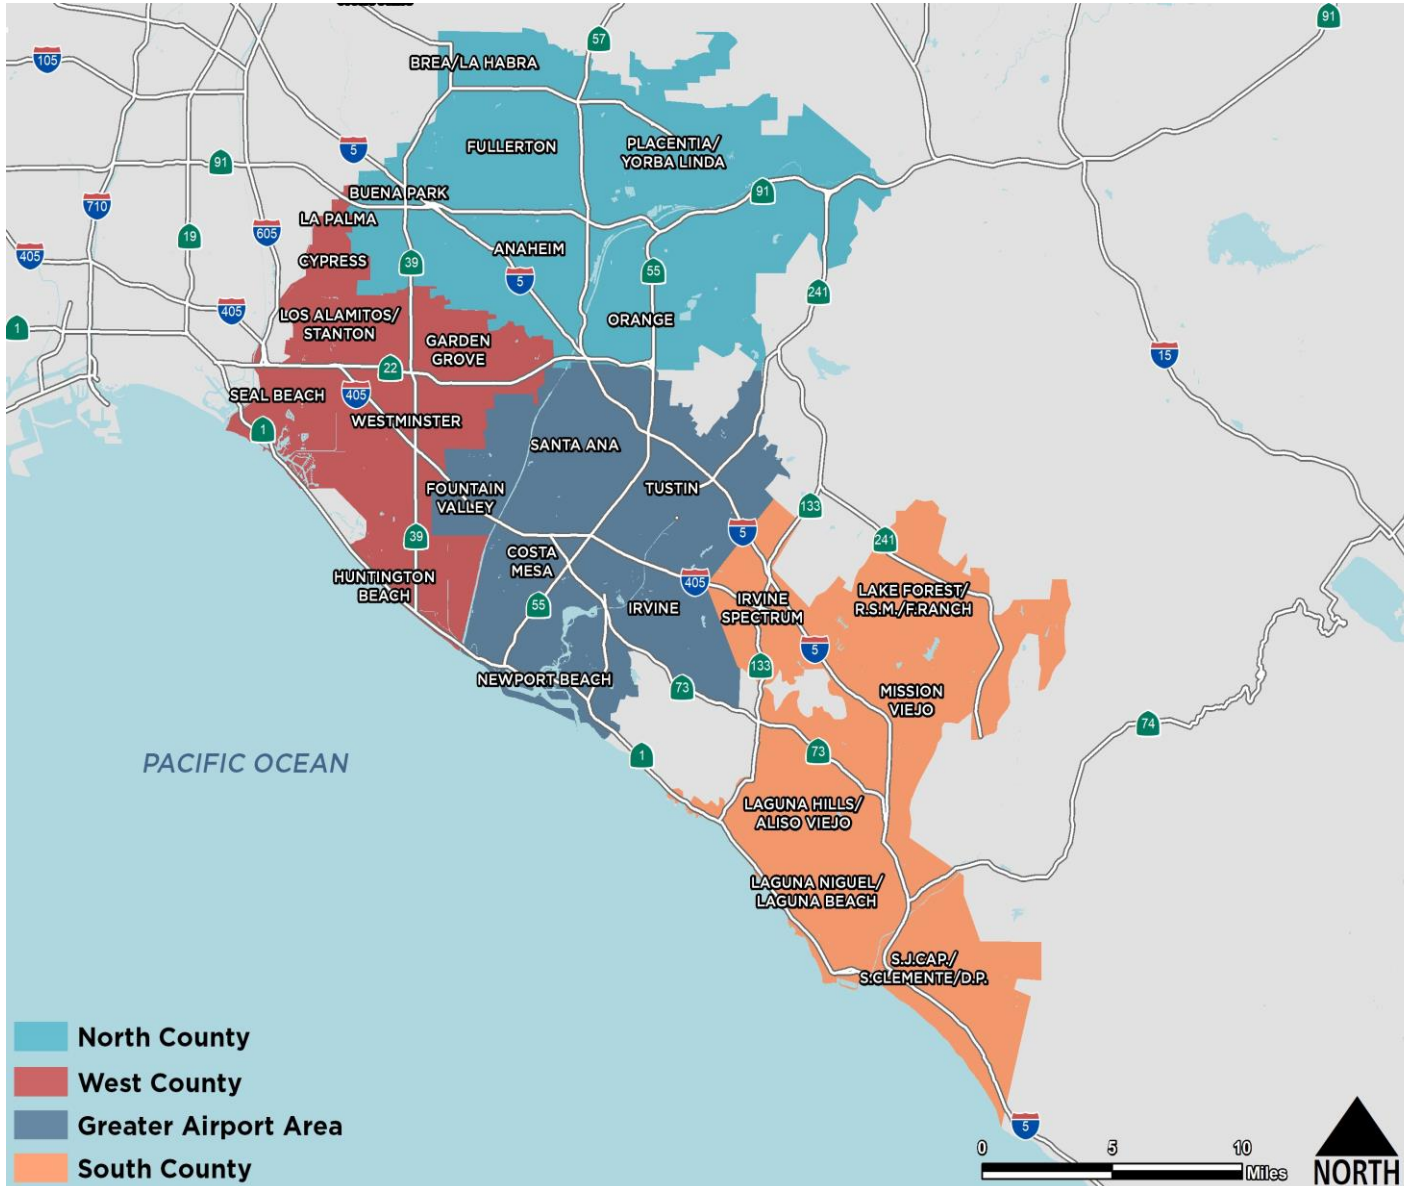 57
91
105
BREA/LA HABRA
5
FULLERTON
PLACENTIA/
YORBA LINDA
91
BUENA PARK
91
710
LA PALMA
19
605
405
CYPRESS
39
ANAHEIM
5
55
241
1
405
LOS ALAMITOS/
STANTON
GARDEN
GROVE
ORANGE
15
22
SEAL BEACH
405
1
WESTMINSTER
SANTA ANA
FOUNTAIN
VALLEY
TUSTIN
133
5
39
241
COSTA
MESA
HUNTINGTON
BEACH
405
55
IRVINE
IRVINE
SPECTRUM
LAKE FOREST/
R.S.M./F.RANCH
5
133
NEWPORT BEACH
73
MISSION
VIEJO
74
1
73
PACIFIC OCEAN
LAGUNA HILLS/
ALISO VIEJO
LAGUNA NIGUEL/
LAGUNA BEACH
S.J.CAP./
S.CLEMENTE/D.P.
North County
West County
Greater Airport Area
South County
5
0 5 10
Miles
NORTH